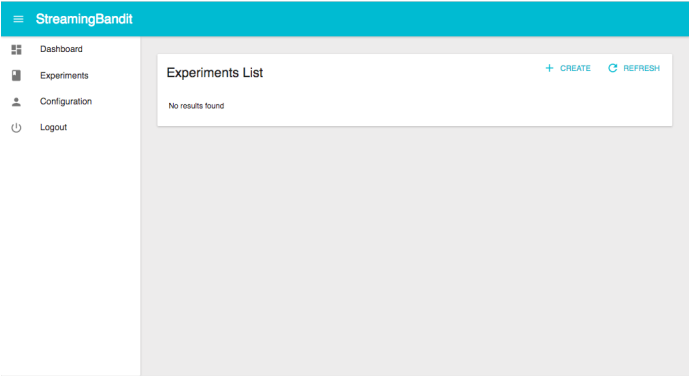 StreamingBandit
Dashboard
Experiments
Configuration
Logout
Experiments List
CREATE
REFRESH
No results found